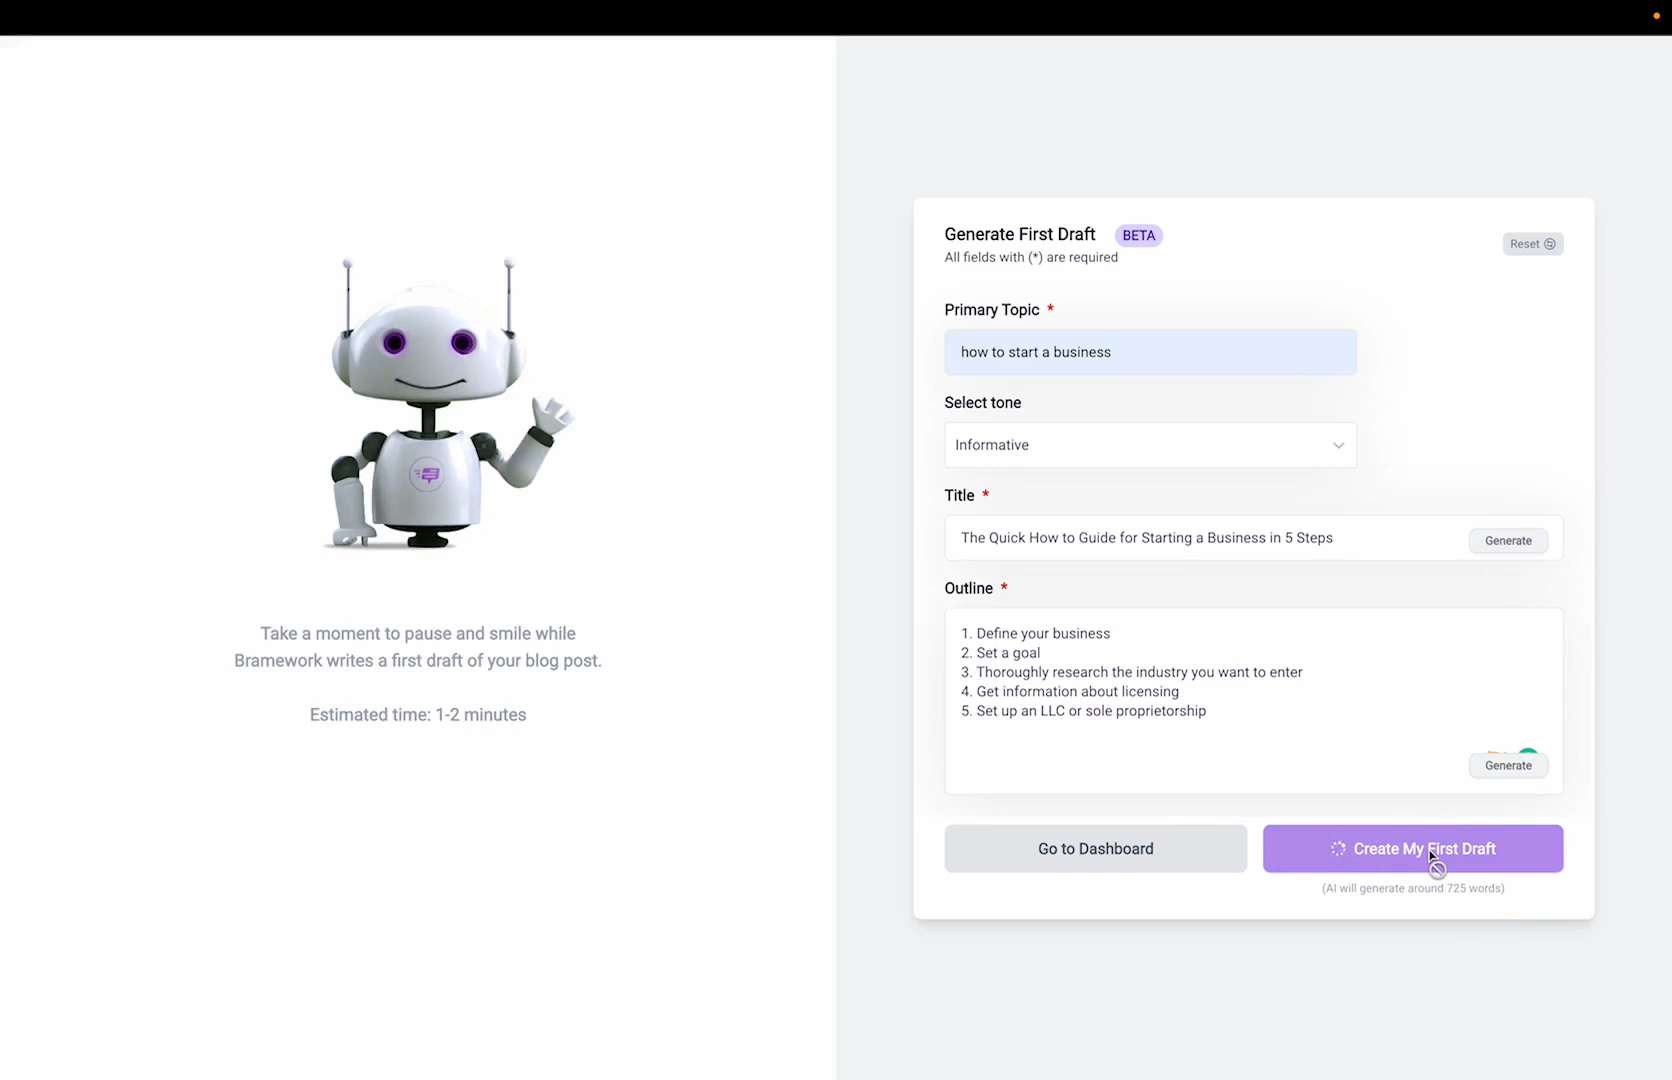 Take a moment to pause and smile while
Bramework writes a first draft of your blog post.
Estimated time: 1-2 minutes
Generate First Draft
BETA
All fields with (*) are required
Reset
Primary Topic *
how to start a business
Select tone
Informative
Title *
The Quick How to Guide for Starting a Business in 5 Steps
Generate
Outline *
1. Define your business
2. Set a goal
3. Thoroughly research the industry you want to enter
4. Get information about licensing
5. Set up an LLC or sole proprietorship
Generate
Go to Dashboard
Create My First Draft
(AI will generate around 725 words)